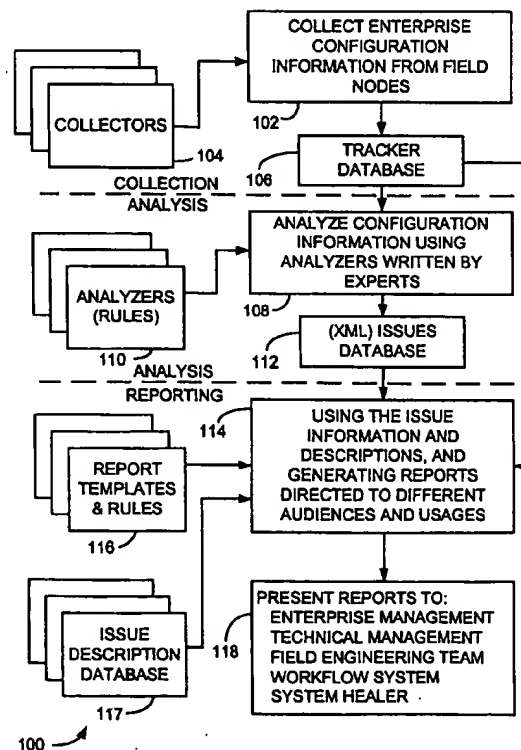 COLLECT ENTERPRISE
CONFIGURATION
INFORMATION FROM FIELD
NODES
102
COLLECTORS
104
TRACKER
DATABASE
106
COLLECTION
ANALYSIS
ANALYZE CONFIGURATION
INFORMATION USING
ANALYZERS WRITTEN BY
EXPERTS
108
ANALYZERS
(RULES)
110
(XML) ISSUES
DATABASE
112
ANALYSIS
REPORTING
114
USING THE ISSUE
INFORMATION AND
DESCRIPTIONS, AND
GENERATING REPORTS
DIRECTED TO DIFFERENT
AUDIENCES AND USAGES
REPORT
TEMPLATES
& RULES
116
PRESENT REPORTS TO:
ENTERPRISE MANAGEMENT
TECHNICAL MANAGEMENT
FIELD ENGINEERING TEAM
WORKFLOW SYSTEM
SYSTEM HEALER
118
ISSUE
DESCRIPTION
DATABASE
117
100